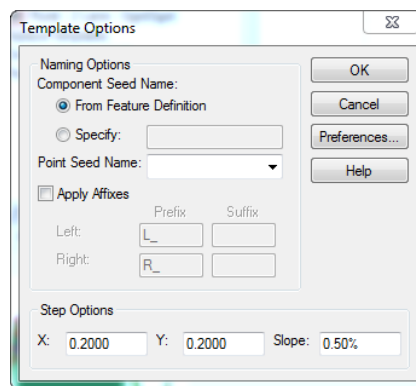 Template Options
Naming Options
Component Seed Name:
From Feature Definition
Specify:
Point Seed Name:
Apply Affixes
Prefix Suffix
Left: L_
Right: R_
OK
Cancel
Preferences...
Help
Step Options
X: 0.2000 Y: 0.2000 Slope: 0.50%